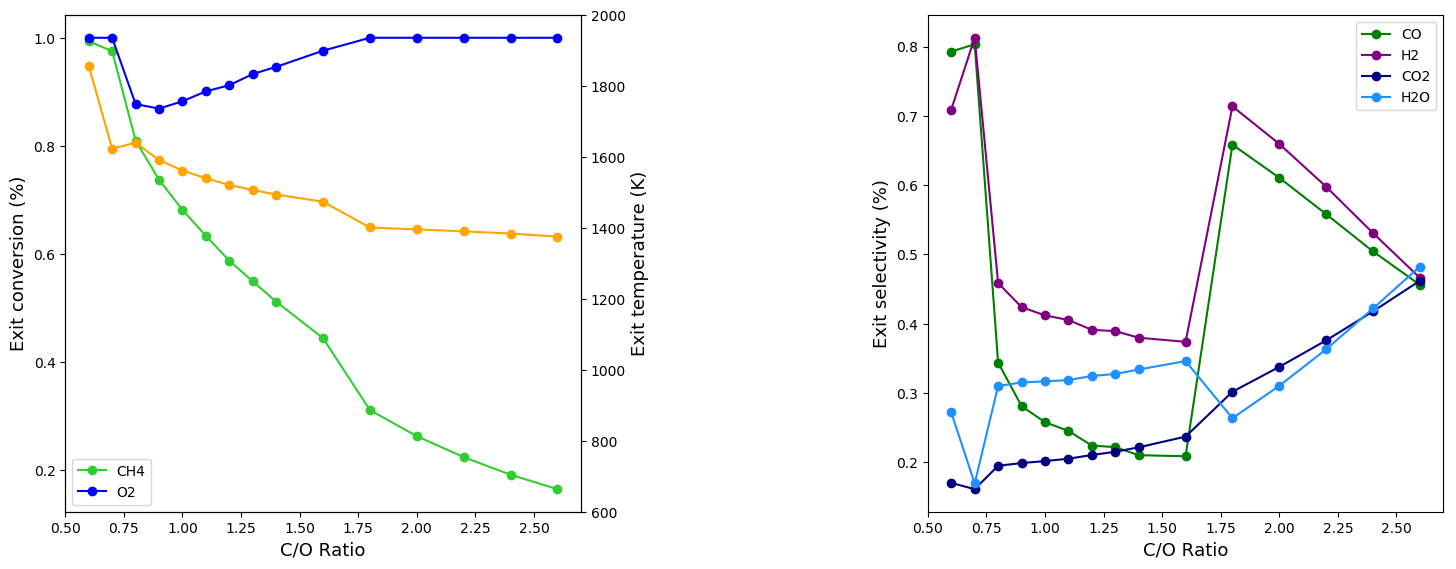 Exit conversion (%)
1.0
0.8
0.6
0.4
0.2
CH4
O2
0.50 0.75 1.00 1.25 1.50 1.75 2.00 2.25 2.50
C/O Ratio
2000
1800
1600
1400
1200
1000
800
600
Exit temperature (K)
Exit selectivity (%)
0.8
0.7
0.6
0.5
0.4
0.3
0.2
CO
H2
CO2
H2O
0.50 0.75 1.00 1.25 1.50 1.75 2.00 2.25 2.50
C/O Ratio